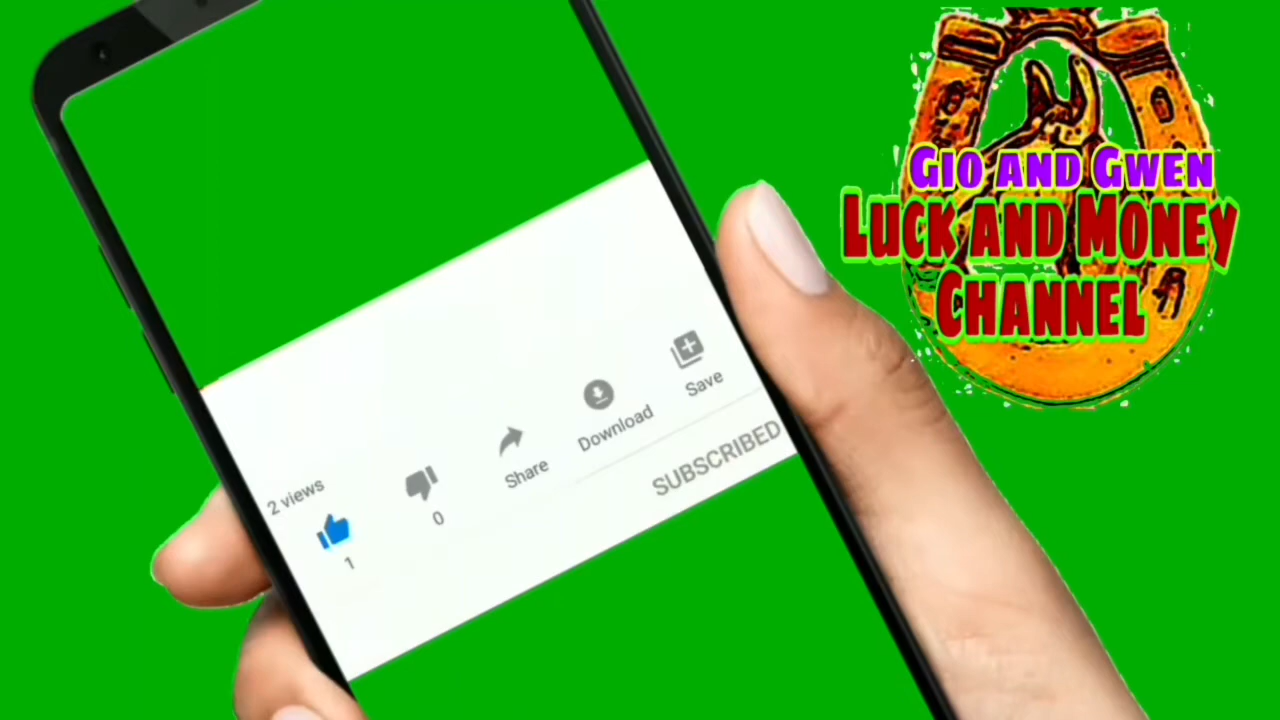 Gio and Gwen
Luck and Money
Channel
2 views
1
0
Share
Download
Save
SUBSCRIBED